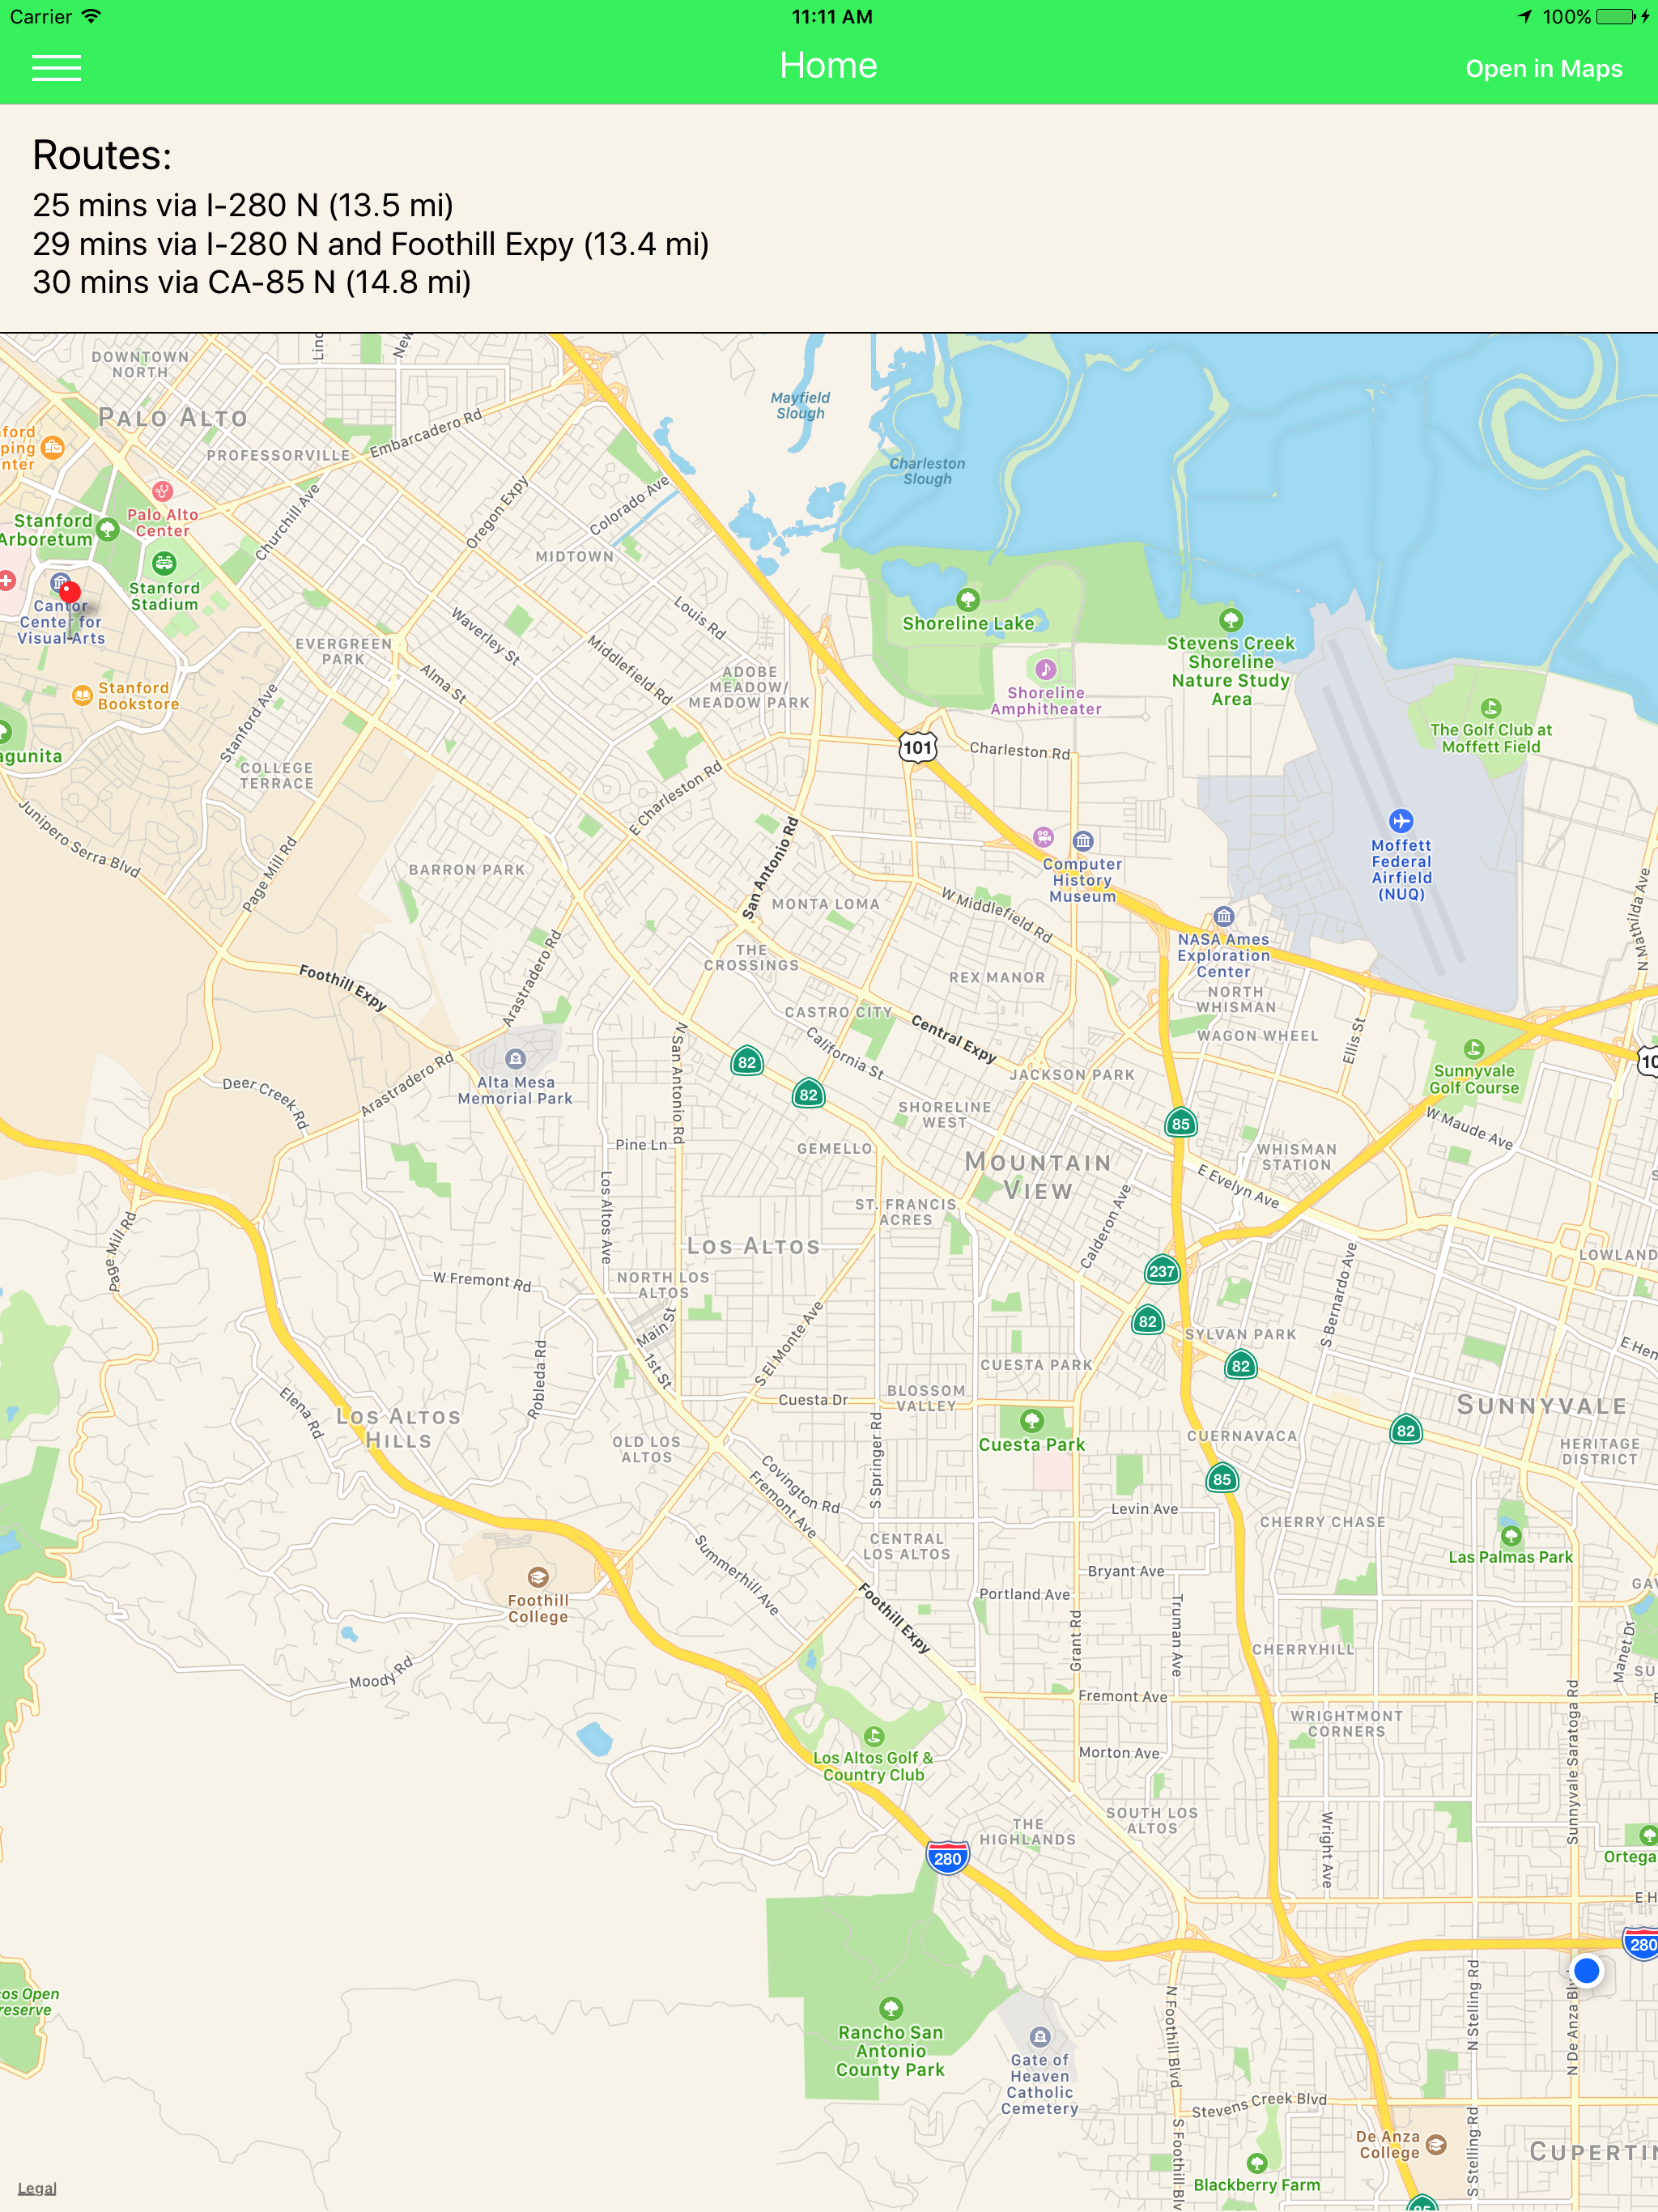 Carrier
11:11 AM
100%
Home
Open in Maps
Routes:
25 mins via I-280 N (13.5 mi)
29 mins via I-280 N and Foothill Expy (13.4 mi)
30 mins via CA-85 N (14.8 mi)
DOWNTOWN
NORTH
PALO ALTO
PROFESSORVILLE
Embarcadero Rd
Mayfield
Slough
Charleston
Slough
Palo Alto
Center
Stanford
Arboretum
Stanford
Stadium
Churchill Ave
Oregon Expy
Colorado Ave
MIDTOWN
Cantor
Center for
Visual Arts
EVERGREEN
PARK
Waverley St
Louis Rd
Middlefield Rd
Alma St
ADOBE
MEADOW/
MEADOW PARK
Shoreline Lake
Stevens Creek
Shoreline
Nature Study
Area
Shoreline
Amphitheater
The Golf Club at
Moffett Field
Stanford
Bookstore
Stanford Ave
COLLEGE
TERRACE
101
Charleston Rd
E Charleston Rd
Junipero Serra Blvd
Page Mill Rd
BARRON PARK
San Antonio Rd
MONTA LOMA
Computer
History
Museum
Moffett
Federal
Airfield
(NUQ)
N Mathilda Ave
W Middlefield Rd
NASA Ames
Exploration
Center
THE
CROSSINGS
REX MANOR
Foothill Expy
Arastradero Rd
CASTRO CITY
NORTH
WHISMAN
WAGON WHEEL
Central Expy
California St
Ellis St
N San Antonio Rd
82
82
JACKSON PARK
Alta Mesa
Memorial Park
Arastradero Rd
Deer Creek Rd
Sunnyvale
Golf Course
SHORELINE
WEST
85
W Maude Ave
Pine Ln
GEMELLO
MOUNTAIN
VIEW
WHISMAN
STATION
E Evelyn Ave
Los Altos Ave
ST. FRANCIS
ACRES
Calderon Ave
LOS ALTOS
Page Mill Rd
W Fremont Rd
NORTH LOS
ALTOS
237
82
S Bernardo Ave
LOWLAND
Main St
1st St
S El Monte Ave
SYLVAN PARK
82
CUESTA PARK
Robleda Rd
Cuesta Dr
BLOSSOM
VALLEY
Elena Rd
LOS ALTOS
HILLS
Cuesta Park
SUNNYVALE
82
CUERNAVACA
HERITAGE
DISTRICT
OLD LOS
ALTOS
Covington Rd
Fremont Ave
S Springer Rd
85
Levin Ave
CHERRY CHASE
CENTRAL
LOS ALTOS
Las Palmas Park
Summerhill Ave
Bryant Ave
Portland Ave
Foothill
College
Foothill Expy
Grant Rd
Truman Ave
Manet Dr
CHERRYHILL
Moody Rd
Fremont Ave
WRIGHTMONT
CORNERS
Sunnyvale Saratoga Rd
Los Altos Golf &
Country Club
Morton Ave
SOUTH LOS
ALTOS
THE
HIGHLANDS
Wright Ave
280
Ortega
280
N Foothill Blvd
N Stelling Rd
N De Anza Blv
Rancho San
Antonio
County Park
Gate of
Heaven
Catholic
Cemetery
Stevens Creek Blvd
De Anza
College
S Stelling Rd
CUPERTIN
Blackberry Farm
S Foothill Blv
85
Legal